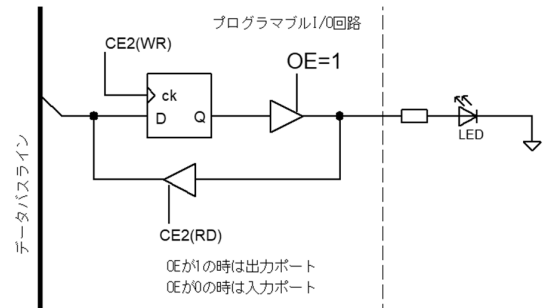 プログラマブルI/O回路
CE2(WR)
OE=1
ck
D
Q
LED
データバスライン
CE2(RD)
OEが1の時は出力ポート
OEが0の時は入力ポート